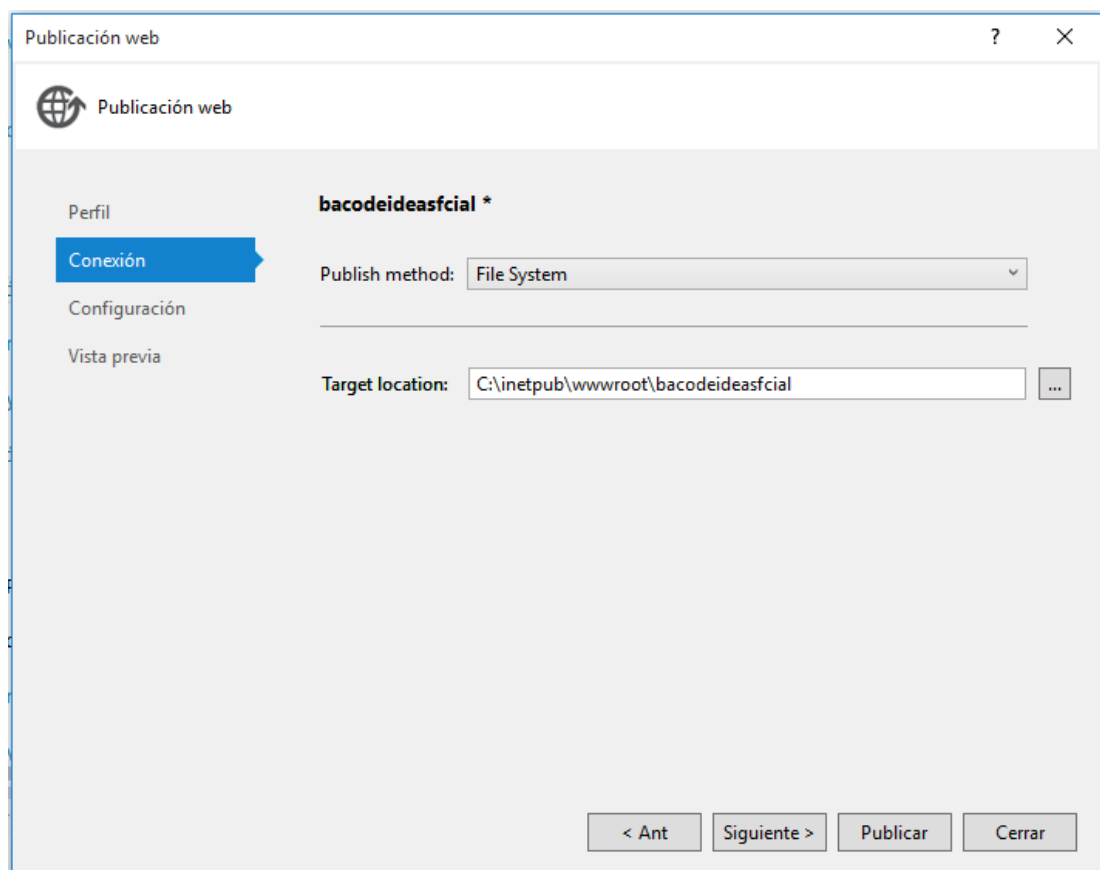 Publicación web
?
Publicación web
Perfil
Conexión
Configuración
Vista previa
bacodeideasfcial *
Publish method: File System
Target location: C:\inetpub\wwwroot\bacodeideasfcial ...
< Ant Siguiente > Publicar Cerrar